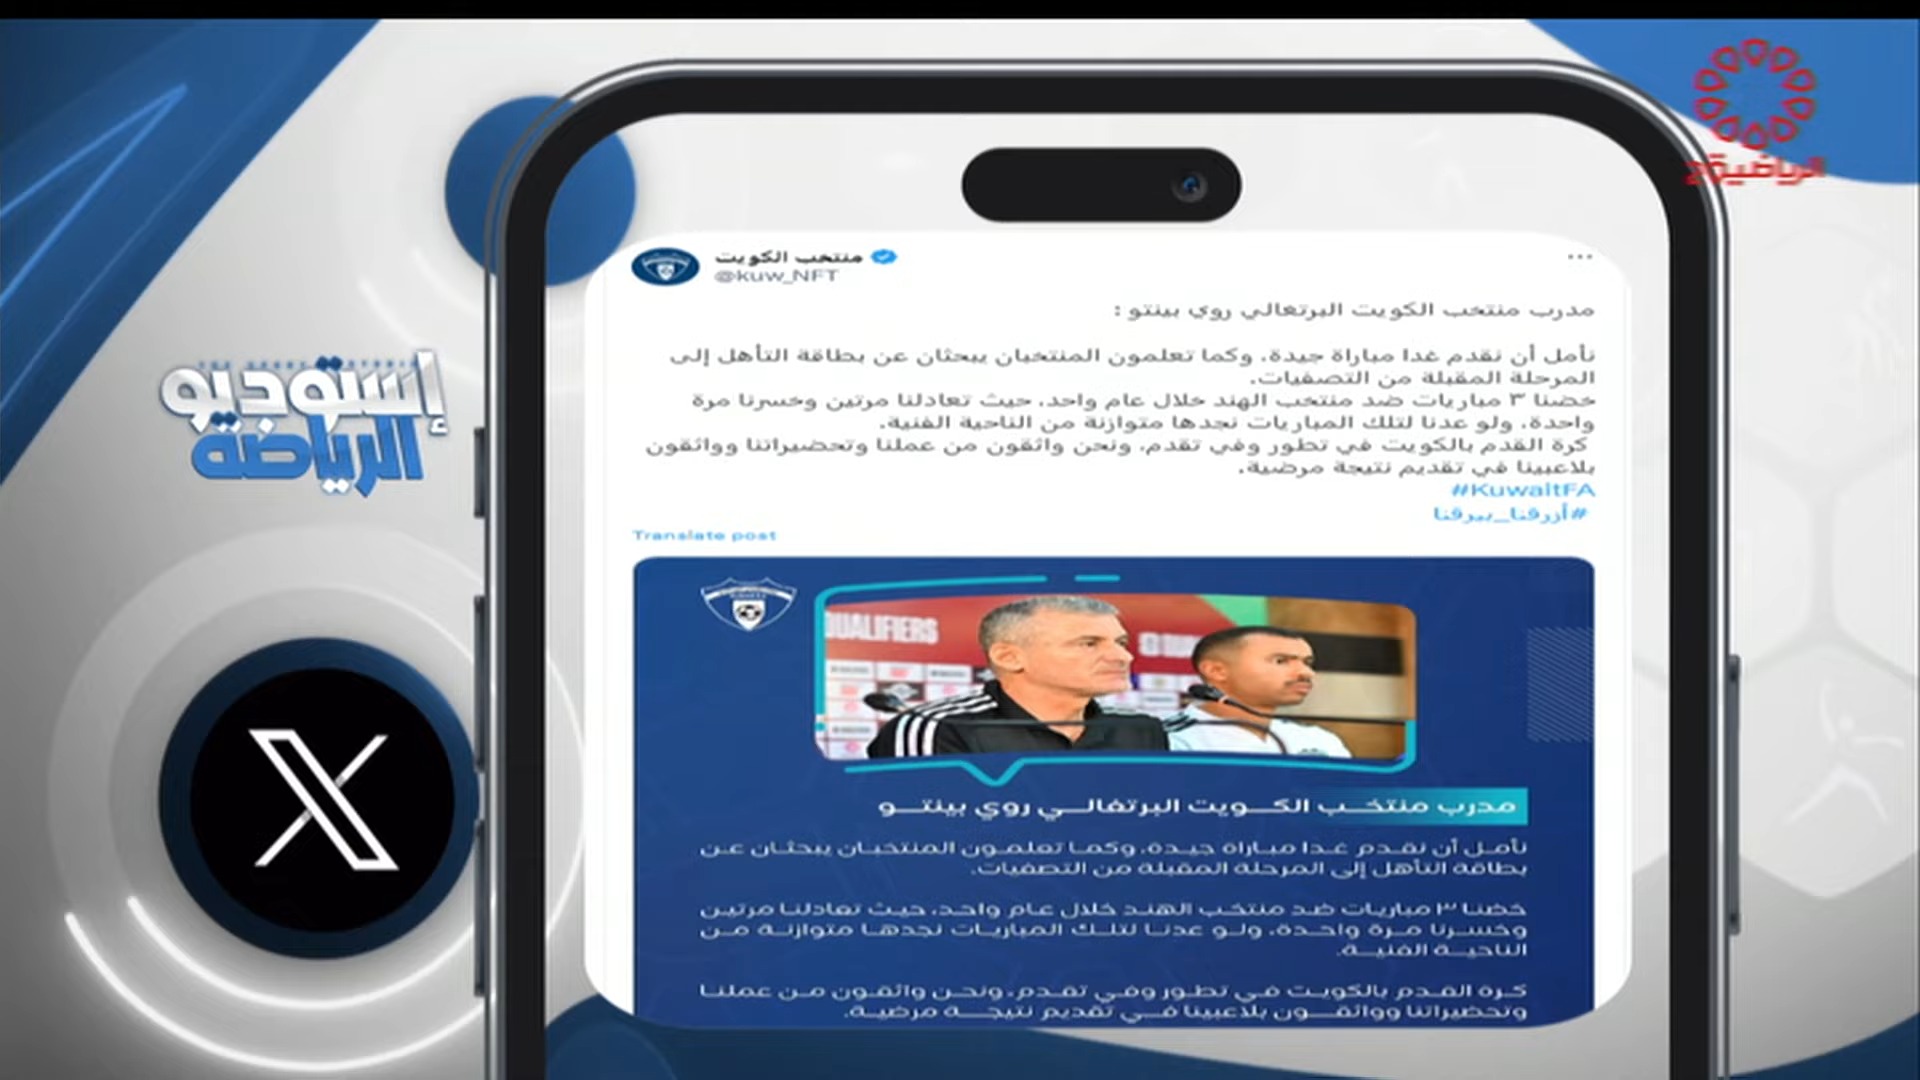 الرياضية
منتخب الكويت
@kuw_NFT
مدرب منتخب الكويت البرتغالي روي بينتو :
نأمل أن نقدم غدا مباراة جيدة، وكما تعلمون المنتخبان يبحثان عن بطاقة التأهل إلى
المرحلة المقبلة من التصفيات.
خضنا ٣ مباريات ضد منتخب الهند خلال عام واحد، حيث تعادلنا مرتين وخسرنا مرة
واحدة، ولو عدنا لتلك المباريات نجدها متوازنة من الناحية الفنية.
كرة القدم بالكويت في تطور وفي تقدم، ونحن واثقون من عملنا وتحضيراتنا وواثقون
بلاعبينا في تقديم نتيجة مرضية.
#KuwaitFA
#أزرقنا_بيرقنا
Translate post
إستوديو
الرياضة
QUALIFIERS
مدرب منتخب الكويت البرتغالي روي بينتو
نأمل أن نقدم غدا مباراة جيدة، وكما تعلمون المنتخبان يبحثان عن
بطاقة التأهل إلى المرحلة المقبلة من التصفيات.
خضنا ٣ مباريات ضد منتخب الهند خلال عام واحد، حيث تعادلنا مرتين
وخسرنا مرة واحدة، ولو عدنا لتلك المباريات نجدها متوازنة من
الناحية الفنية.
كرة القدم بالكويت في تطور وفي تقدم، ونحن واثقون من عملنا
وتحضيراتنا وواثقون بلاعبينا في تقديم نتيجة مرضية.